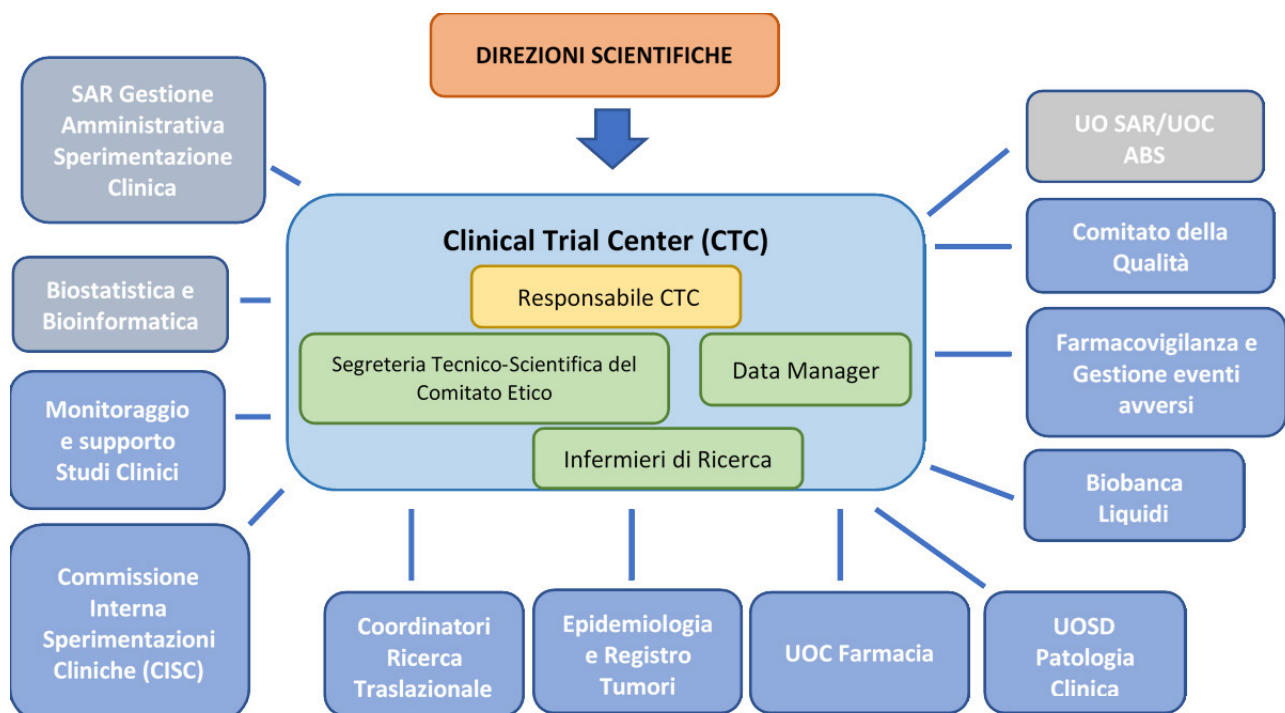 DIREZIONI SCIENTIFICHE
SAR Gestione
Amministrativa
Sperimentazione
Clinica
UO SAR/UOC
ABS
Clinical Trial Center (CTC)
Responsabile CTC
Segreteria Tecnico-Scientifica del
Comitato Etico
Data Manager
Infermieri di Ricerca
Biostatistica e
Bioinformatica
Monitoraggio
e supporto
Studi Clinici
Commissione
Interna
Sperimentazioni
Cliniche (CISC)
Comitato della
Qualità
Farmacovigilanza e
Gestione eventi
avversi
Biobanca
Liquidi
Coordinatori
Ricerca
Traslazionale
Epidemiologia
e Registro
Tumori
UOC Farmacia
UOSD
Patologia
Clinica